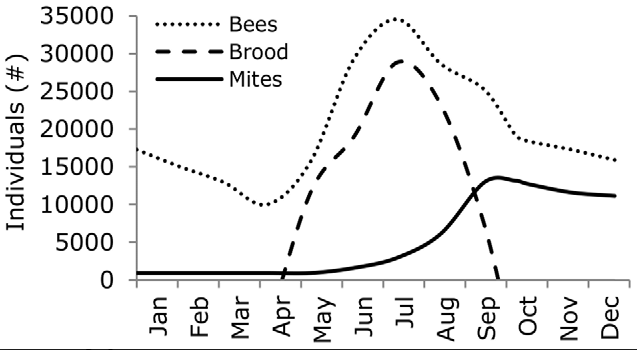 Individuals (#)
35000
30000
25000
20000
15000
10000
5000
0
Bees
Brood
Mites
Jan
Feb
Mar
Apr
May
Jun
Jul
Aug
Sep
Oct
Nov
Dec